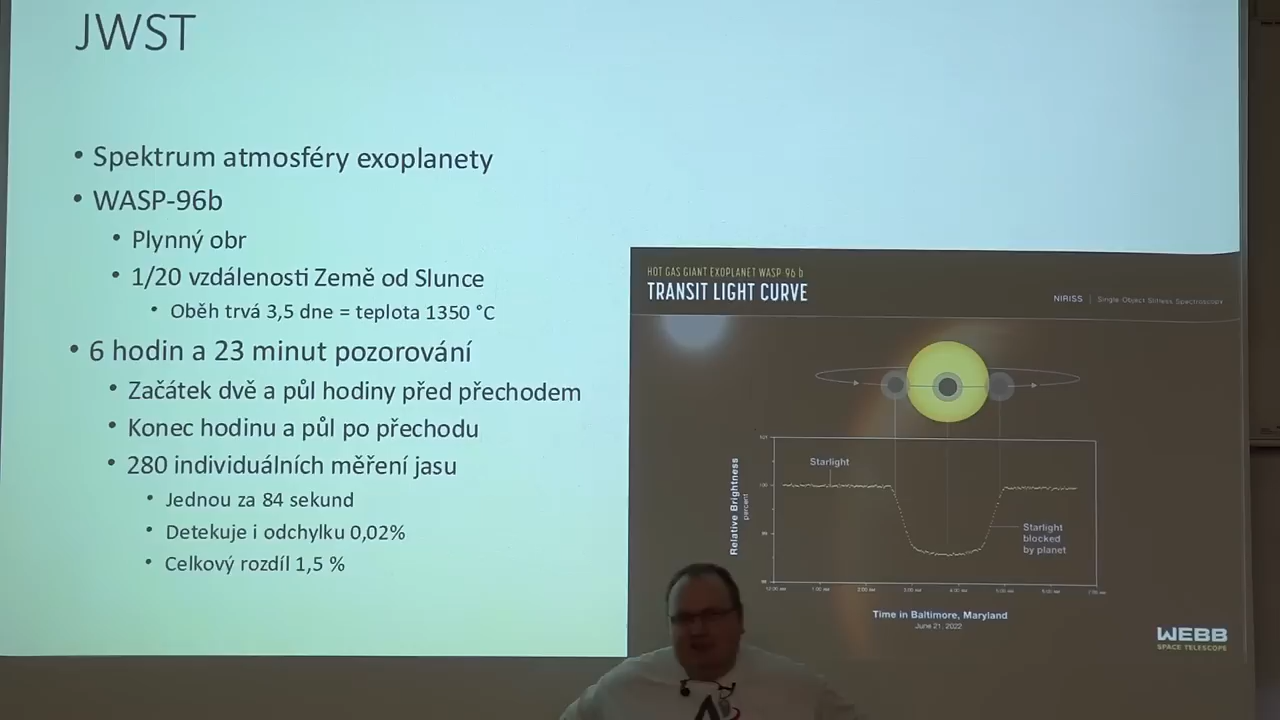 JWST
• Spektrum atmosféry exoplanety
• WASP-96b
• Plynný obr
• 1/20 vzdálenosti Země od Slunce
• Oběh trvá 3,5 dne = teplota 1350 °C
• 6 hodin a 23 minut pozorování
• Začátek dvě a půl hodiny před přechodem
• Konec hodinu a půl po přechodu
• 280 individuálních měření jasu
• Jednou za 84 sekund
• Detekuje i odchylku 0,02%
• Celkový rozdíl 1,5 %
HOT GAS GIANT EXOPLANET WASP-96 b
TRANSIT LIGHT CURVE
NIRISS | Single-Object Slitless Spectroscopy
Starlight
Relative Brightness
percent
Starlight
blocked
by planet
Time in Baltimore, Maryland
June 21, 2022
WEBB
SPACE TELESCOPE